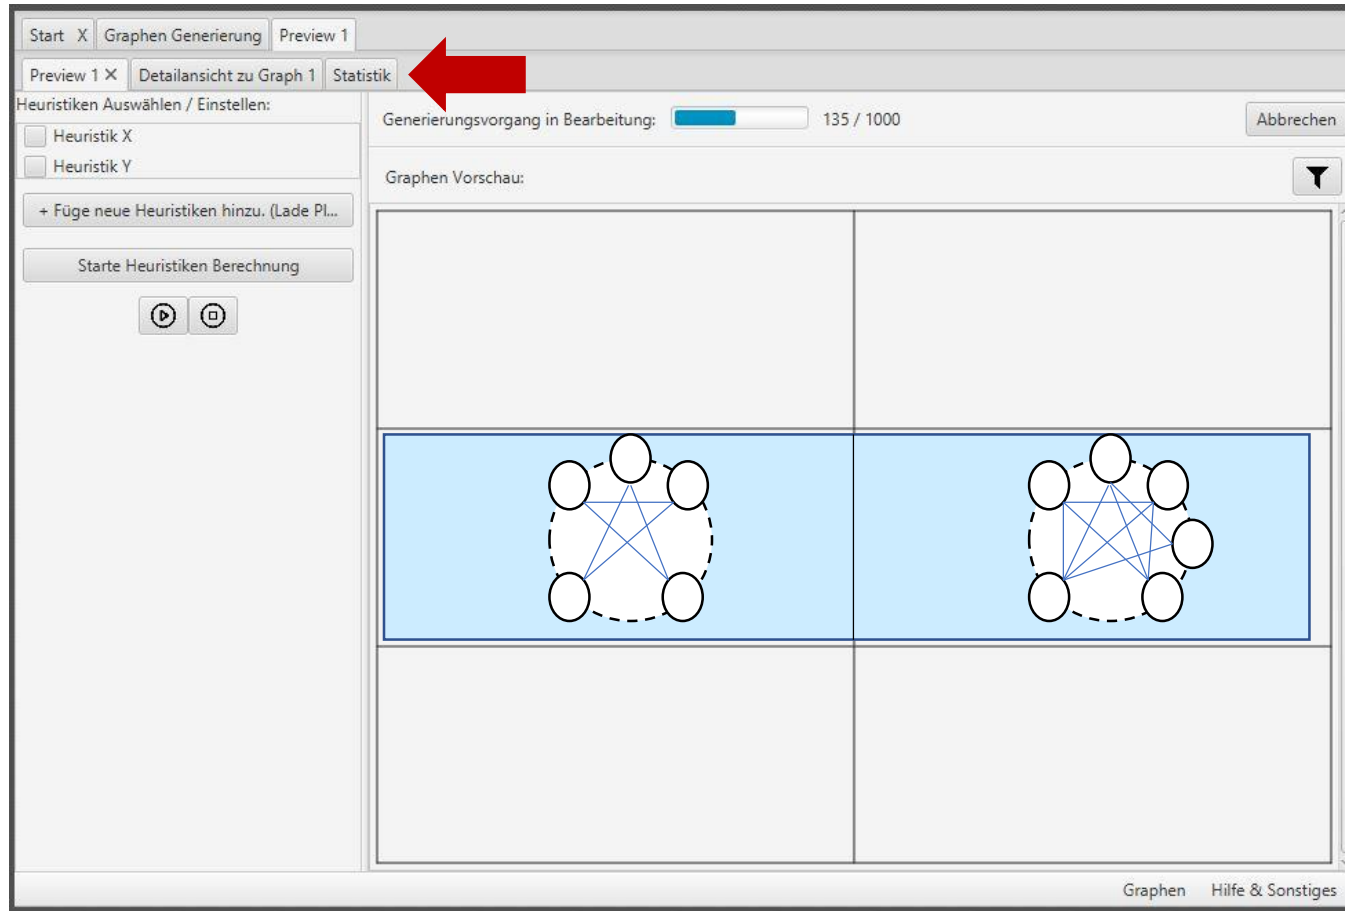 Start X Graphen Generierung Preview 1
Preview 1 X Detailansicht zu Graph 1 Statistik
Heuristiken Auswählen / Einstellen:
Heuristik X
Heuristik Y
+ Füge neue Heuristiken hinzu. (Lade Pl...
Starte Heuristiken Berechnung
Generierungsvorgang in Bearbeitung: 135 / 1000 Abbrechen
Graphen Vorschau:
Graphen Hilfe & Sonstiges